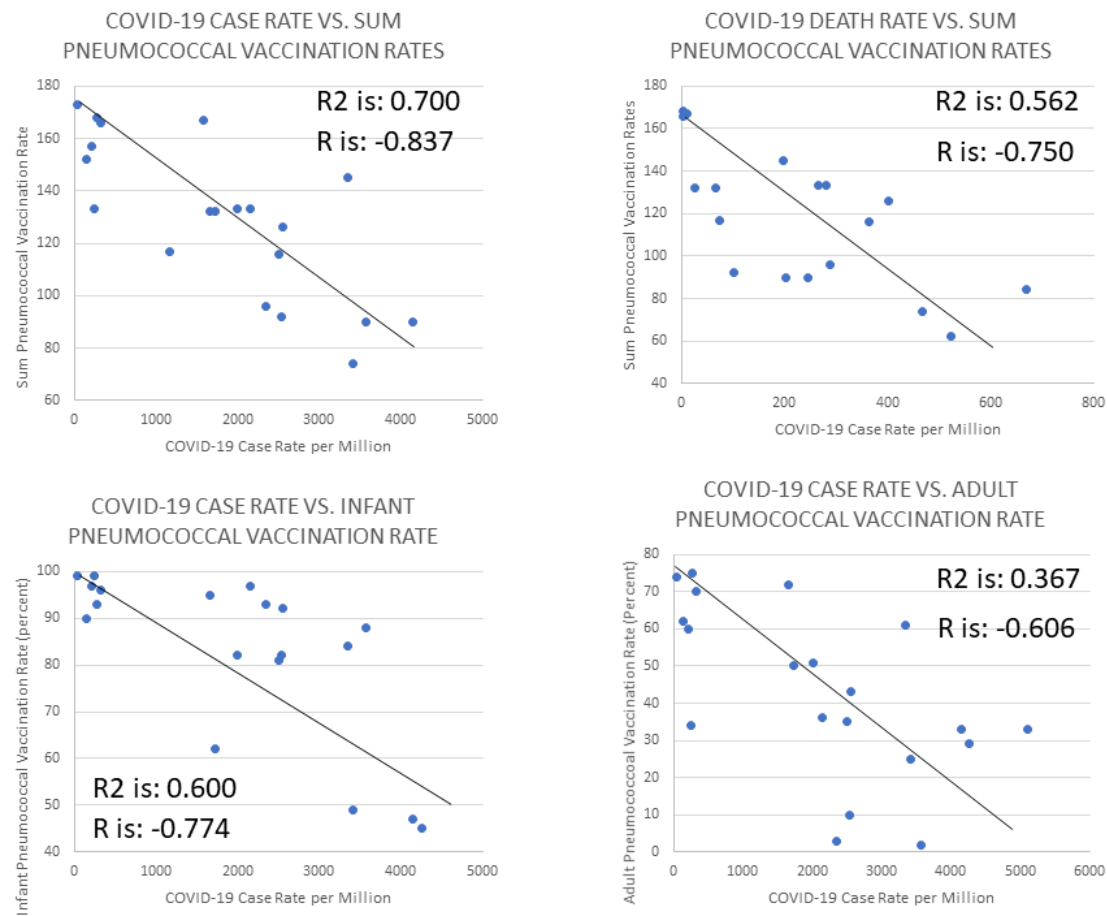 COVID-19 CASE RATE VS. SUM
PNEUMOCOCCAL VACCINATION RATES
R2 is: 0.700
R is: -0.837
Sum Pneumococcal Vaccination Rate
180
160
140
120
100
80
60
0 1000 2000 3000 4000 5000
COVID-19 Case Rate per Million
COVID-19 DEATH RATE VS. SUM
PNEUMOCOCCAL VACCINATION RATES
R2 is: 0.562
R is: -0.750
Sum Pneumococcal Vaccination Rates
180
160
140
120
100
80
60
40
0 200 400 600 800
COVID-19 Case Rate per Million
COVID-19 CASE RATE VS. INFANT
PNEUMOCOCCAL VACCINATION RATE
R2 is: 0.600
R is: -0.774
Infant Pneumococcal Vaccination Rate (percent)
100
90
80
70
60
50
40
0 1000 2000 3000 4000 5000
COVID-19 Case Rate per Million
COVID-19 CASE RATE VS. ADULT
PNEUMOCOCCAL VACCINATION RATE
R2 is: 0.367
R is: -0.606
Adult Pneumococcoal Vaccination Rate (Percent)
80
70
60
50
40
30
20
10
0
0 1000 2000 3000 4000 5000 6000
COVID-19 Case Rate per Million